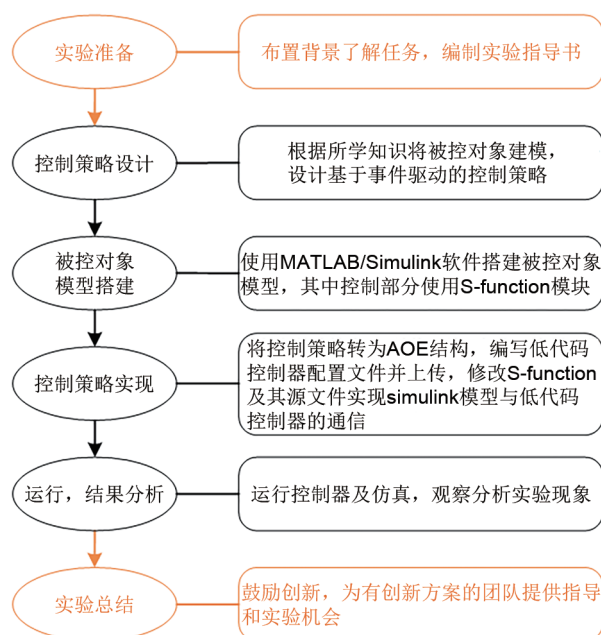 实验准备
布置背景了解任务，编制实验指导书
控制策略设计
根据所学知识将被控对象建模，
设计基于事件驱动的控制策略
被控对象
模型搭建
使用MATLAB/Simulink软件搭建被控对象
模型，其中控制部分使用S-function模块
控制策略实现
将控制策略转为AOE结构，编写低代码
控制器配置文件并上传，修改S-function
及其源文件实现simulink模型与低代码
控制器的通信
运行，结果分析
运行控制器及仿真，观察分析实验现象
实验总结
鼓励创新，为有创新方案的团队提供指导
和实验机会